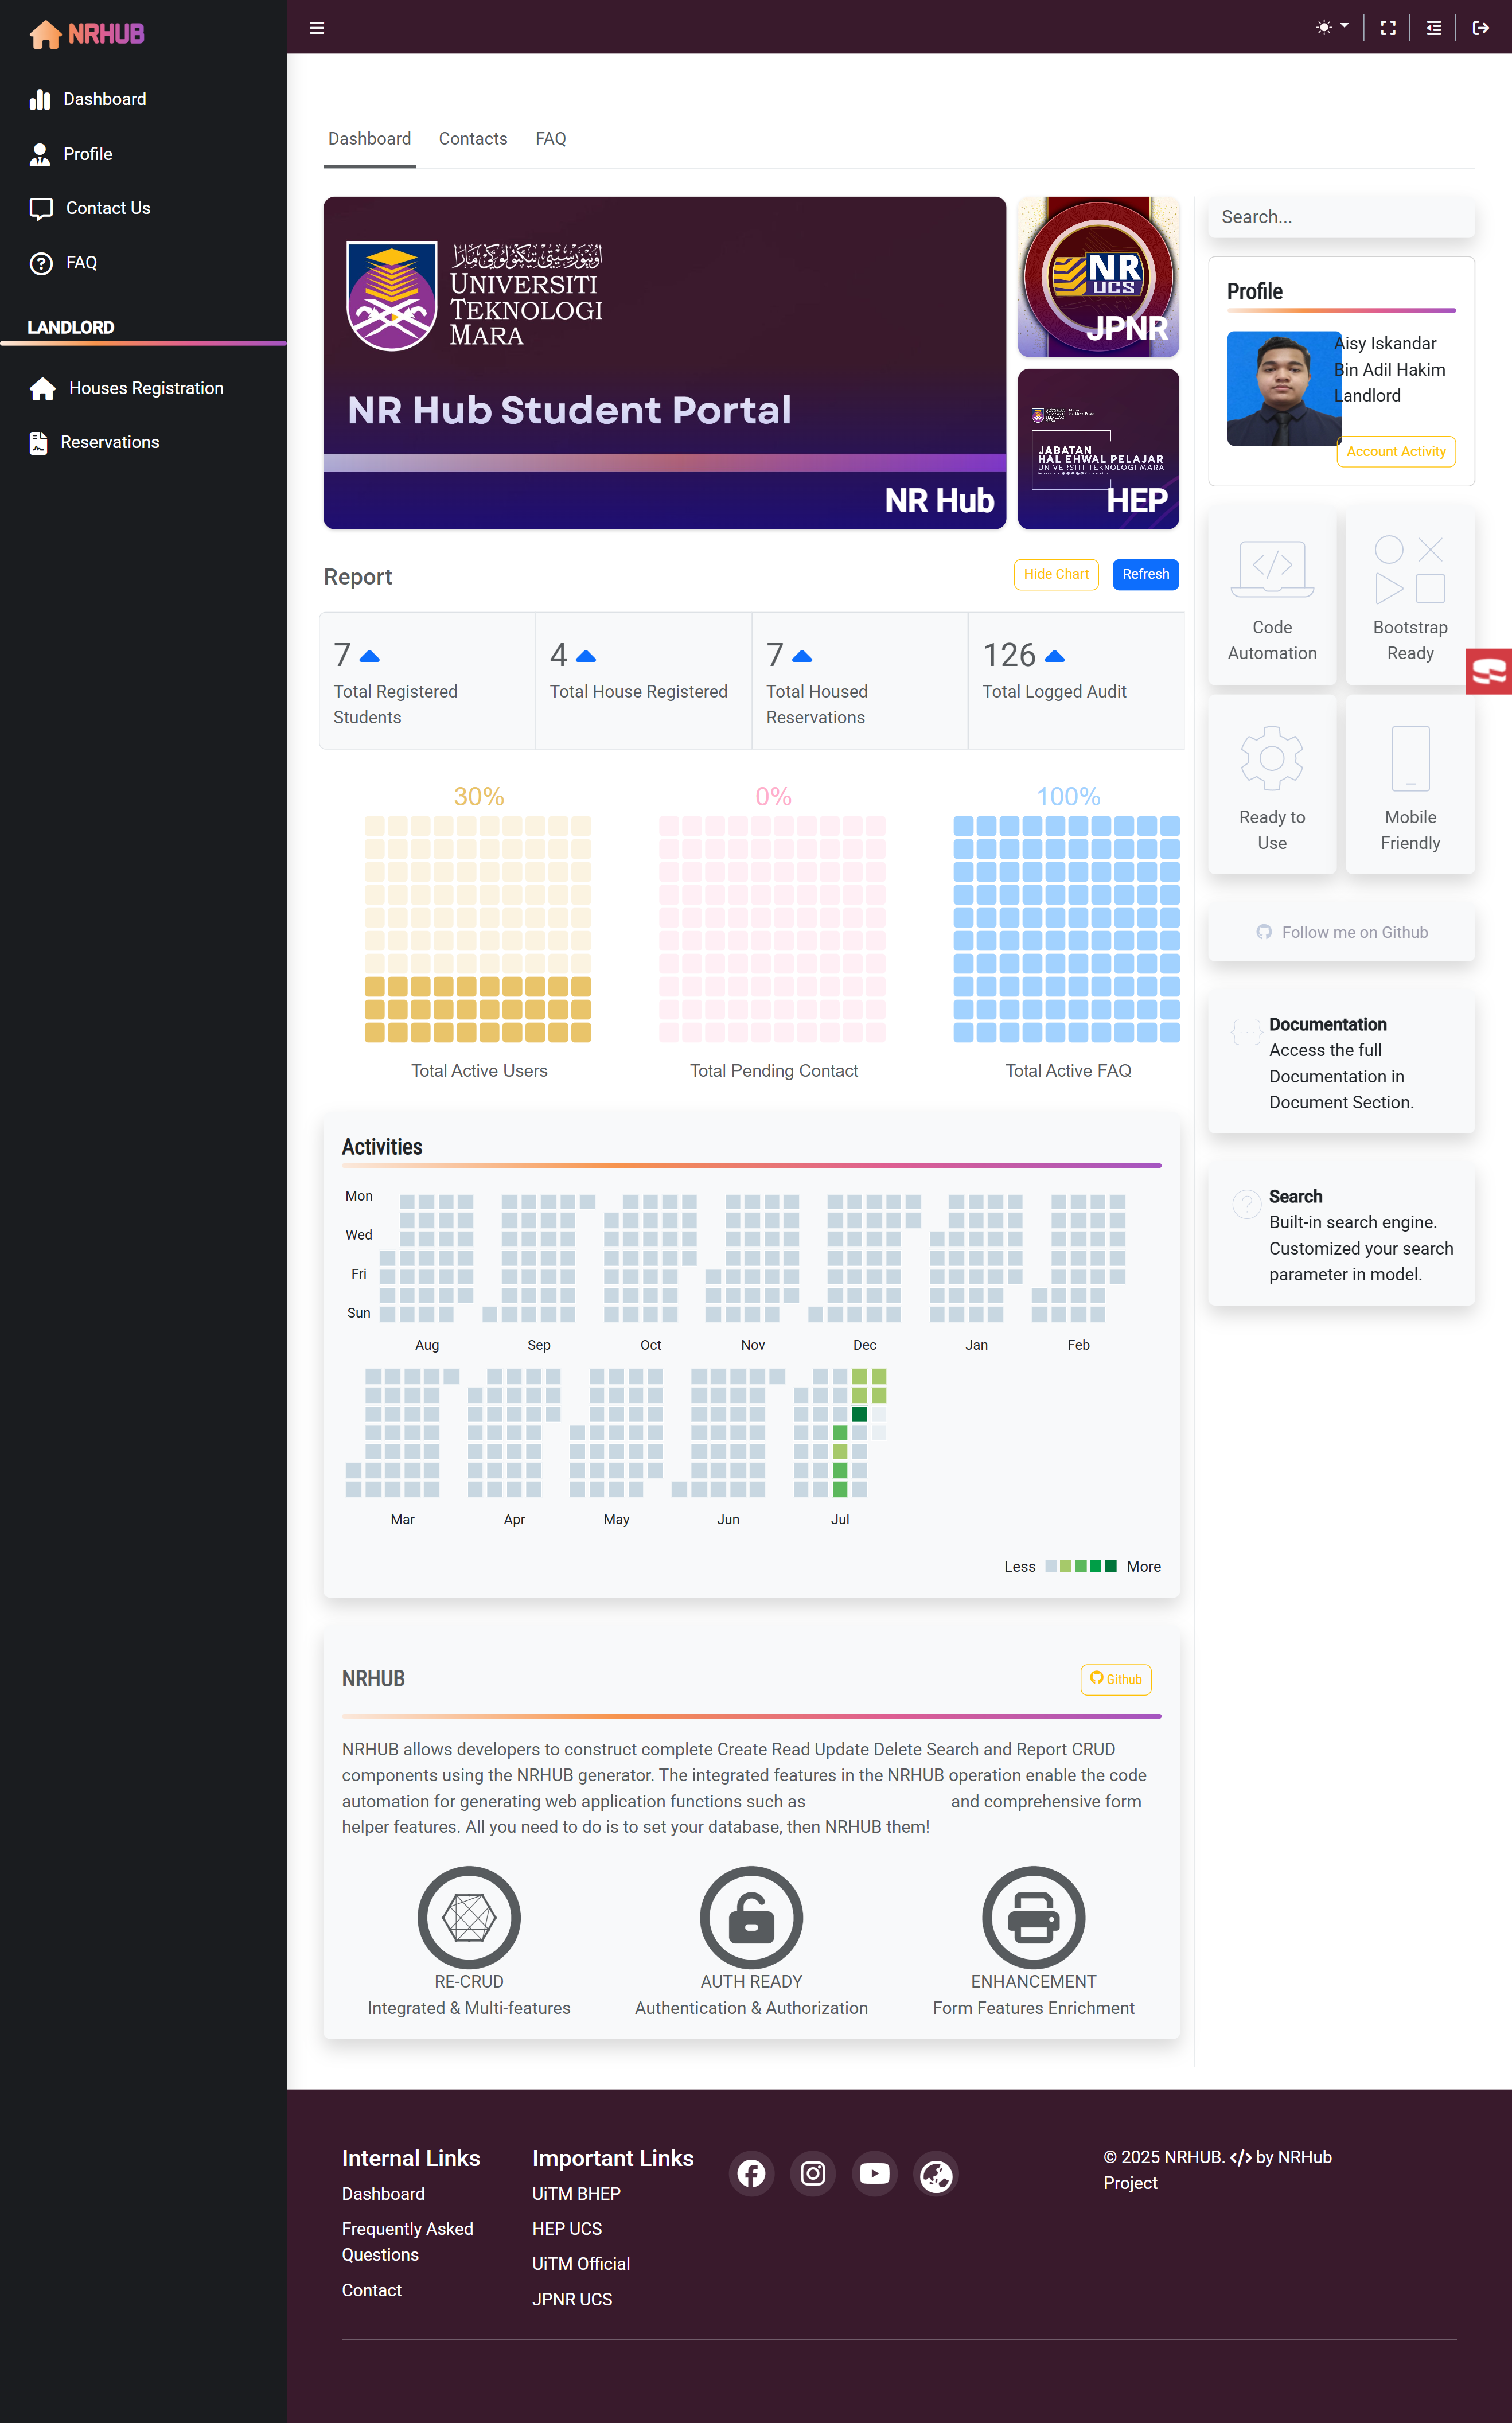 NRHUB
Dashboard
Profile
Contact Us
FAQ
LANDLORD
Houses Registration
Reservations
Dashboard
Contacts
FAQ
UNIVERSITI
TEKNOLOGI
MARA
NR Hub Student Portal
NR Hub
NR
UCS
JPNR
JABATAN
HAL EHWAL PELAJAR
UNIVERSITI TEKNOLOGI MARA
HEP
Search...
Profile
Aisy Iskandar
Bin Adil Hakim
Landlord
Account Activity
Report
Hide Chart
Refresh
7
Total Registered
Students
4
Total House Registered
7
Total Housed
Reservations
126
Total Logged Audit
30%
Total Active Users
0%
Total Pending Contact
100%
Total Active FAQ
Code
Automation
Bootstrap
Ready
Ready to
Use
Mobile
Friendly
Follow me on Github
Documentation
Access the full
Documentation in
Document Section.
Search
Built-in search engine.
Customized your search
parameter in model.
Activities
Mon
Wed
Fri
Sun
Aug Sep Oct Nov Dec Jan Feb
Mar Apr May Jun Jul
Less More
NRHUB
Github
NRHUB allows developers to construct complete Create Read Update Delete Search and Report CRUD
components using the NRHUB generator. The integrated features in the NRHUB operation enable the code
automation for generating web application functions such as and comprehensive form
helper features. All you need to do is to set your database, then NRHUB them!
RE-CRUD
Integrated & Multi-features
AUTH READY
Authentication & Authorization
ENHANCEMENT
Form Features Enrichment
Internal Links
Dashboard
Frequently Asked
Questions
Contact
Important Links
UiTM BHEP
HEP UCS
UiTM Official
JPNR UCS
© 2025 NRHUB. </> by NRHub
Project